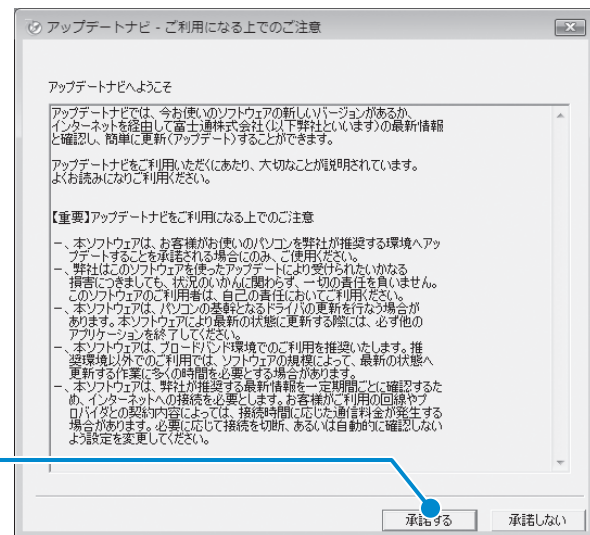 アップデートナビ - ご利用になる上でのご注意
アップデートナビへようこそ
アップデートナビでは、今お使いのソフトウェアの新しいバージョンがあるか、
インターネットを経由して富士通株式会社(以下弊社といいます)の最新情報
と確認し、簡単に更新(アップデート)することができます。
アップデートナビをご利用いただくにあたり、大切なことが説明されています。
よくお読みになりご利用ください。
【重要】アップデートナビをご利用になる上でのご注意
－、本ソフトウェアは、お客様がお使いのパソコンを弊社が推奨する環境へアッ
プデートすることを承諾される場合にのみ、ご使用ください。
－、弊社はこのソフトウェアを使ったアップデートにより受けられたいかなる
損害につきましても、状況のいかんに関わらず、一切の責任を負いません。
このソフトウェアのご利用者は、自己の責任においてご利用ください。
－、本ソフトウェアは、パソコンの基幹となるドライバの更新を行なう場合が
あります。本ソフトウェアにより最新の状態に更新する際には、必ず他の
アプリケーションを終了してください。
－、本ソフトウェアは、ブロードバンド環境でのご利用を推奨いたします。推
奨環境以外でのご利用では、ソフトウェアの規模によって、最新の状態へ
更新する作業に多くの時間を必要とする場合があります。
－、本ソフトウェアは、弊社が推奨する最新情報を一定期間ごとに確認するた
め、インターネットへの接続を必要とします。お客様がご利用の回線やプ
ロバイダとの契約内容によっては、接続時間に応じた通信料金が発生する
場合があります。必要に応じて接続を切断、あるいは自動的に確認しない
よう設定を変更してください。
承諾する
承諾しない